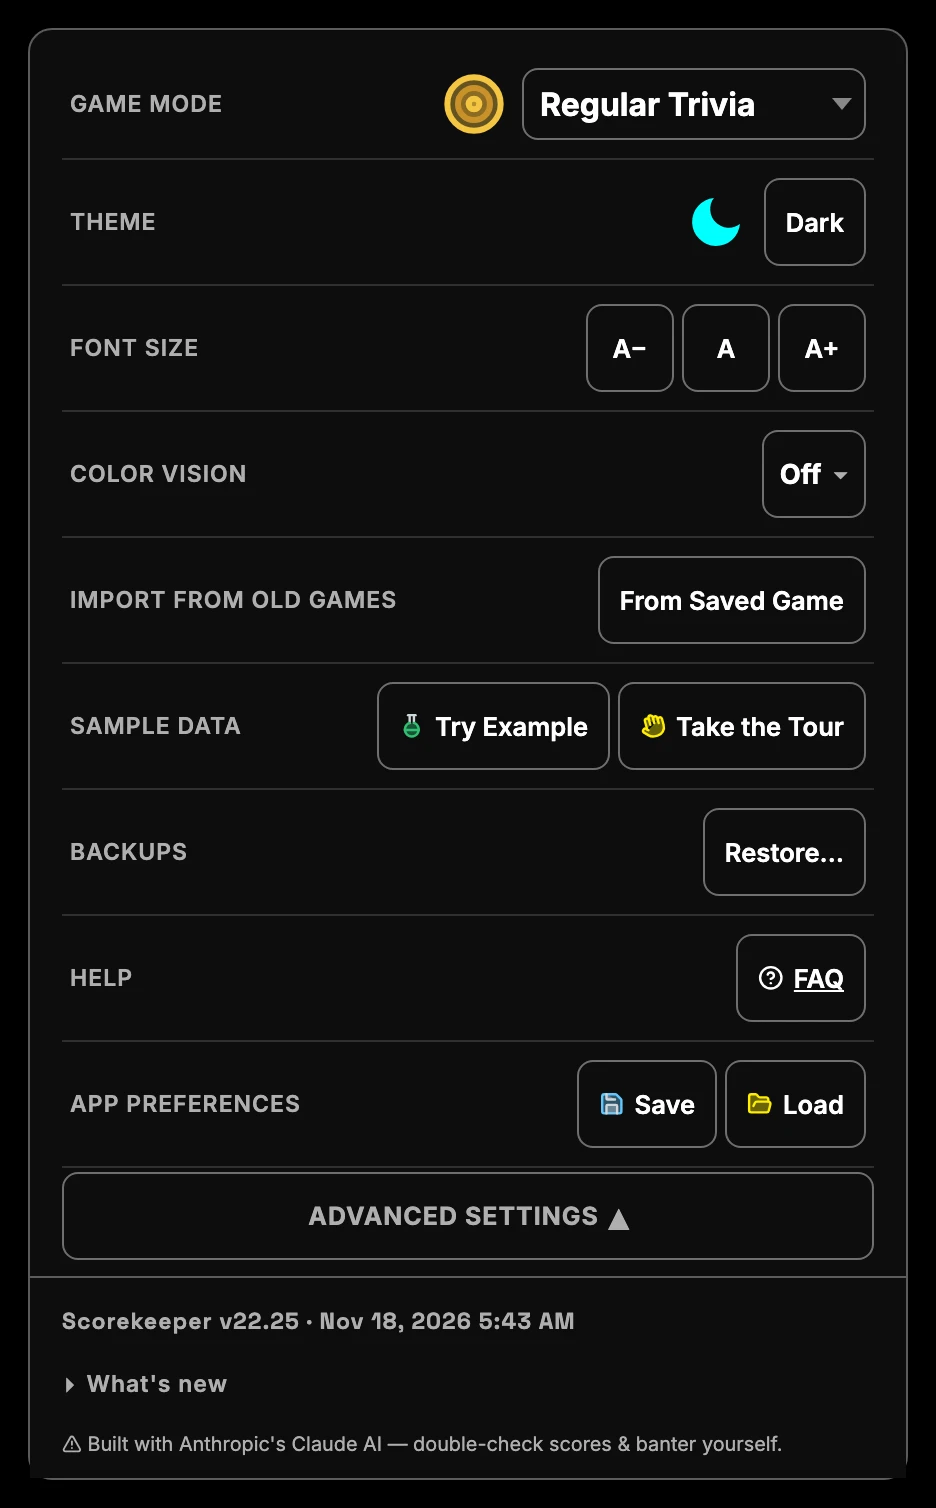 GAME MODE Regular Trivia
THEME Dark
FONT SIZE A− A A+
COLOR VISION Off
IMPORT FROM OLD GAMES From Saved Game
SAMPLE DATA Try Example Take the Tour
BACKUPS Restore...
HELP FAQ
APP PREFERENCES Save Load
ADVANCED SETTINGS ▲
Scorekeeper v22.25 · Nov 18, 2026 5:43 AM
What's new
⚠ Built with Anthropic's Claude AI — double-check scores & banter yourself.